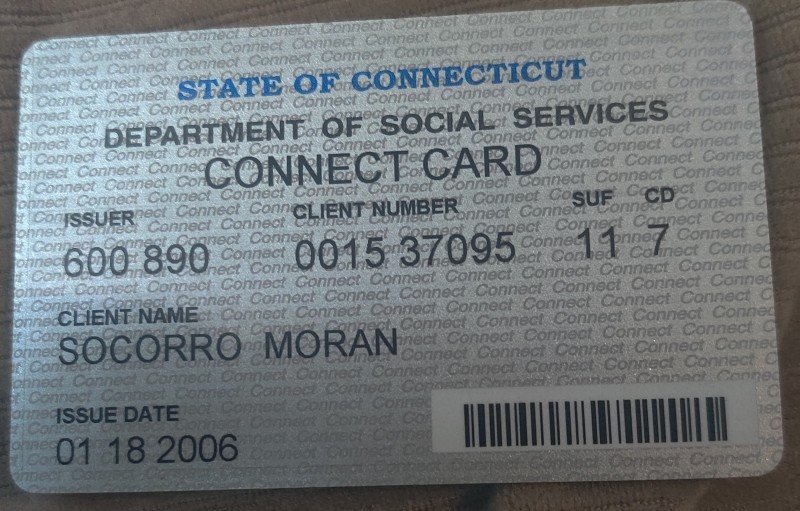 STATE OF CONNECTICUT
DEPARTMENT OF SOCIAL SERVICES
CONNECT CARD
ISSUER CLIENT NUMBER SUF CD
600 890 0015 37095 11 7
CLIENT NAME
SOCORRO MORAN
ISSUE DATE
01 18 2006